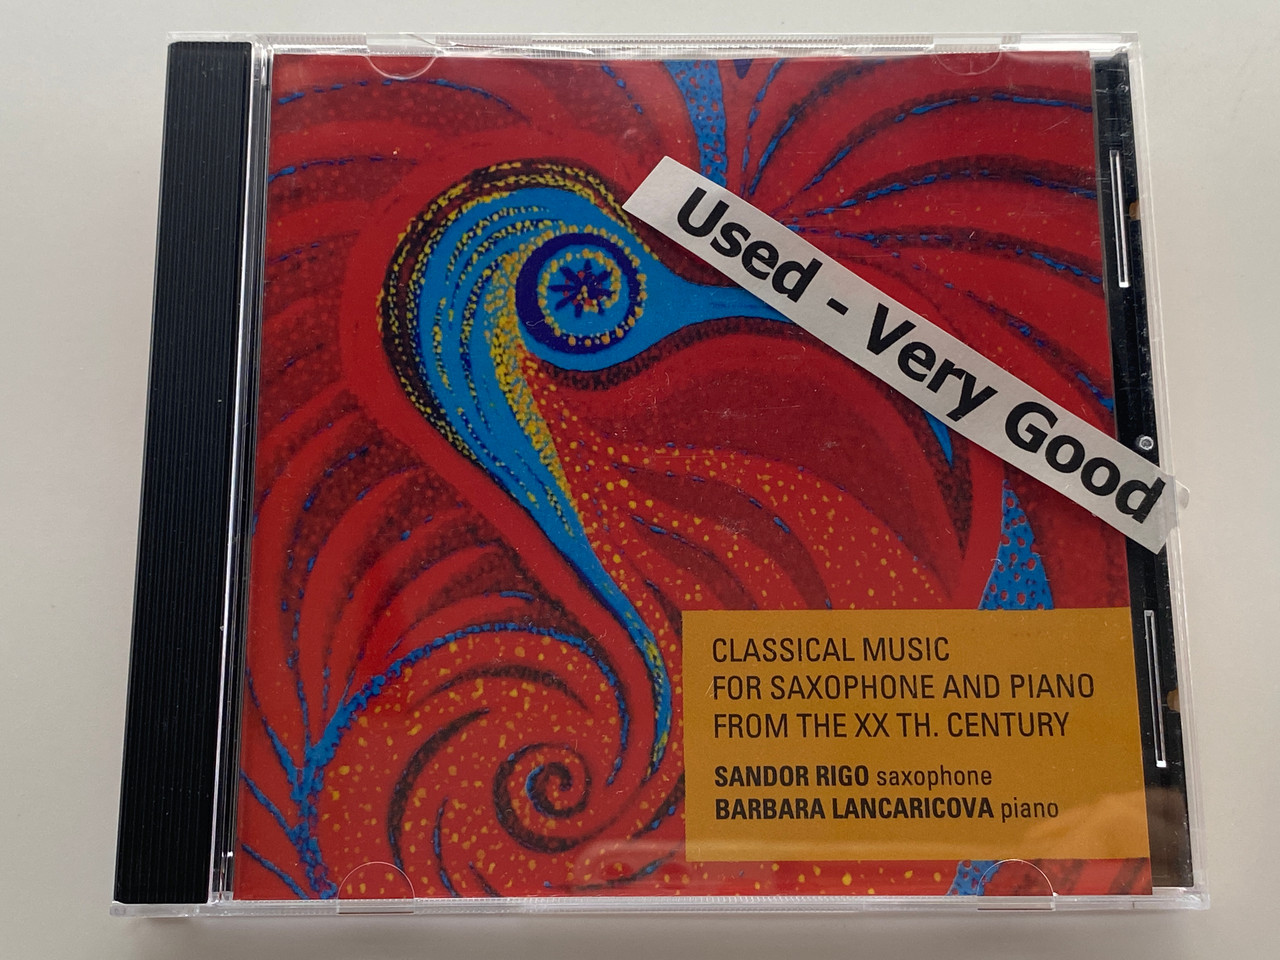 Used - Very Good
CLASSICAL MUSIC
FOR SAXOPHONE AND PIANO
FROM THE XX TH. CENTURY
SANDOR RIGO saxophone
BARBARA LANCARICOVA piano